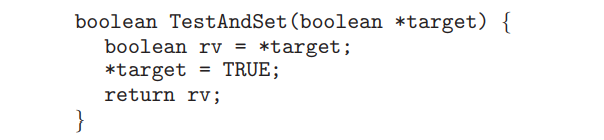 boolean TestAndSet(boolean *target) {
boolean rv = *target;
*target = TRUE;
return rv;
}